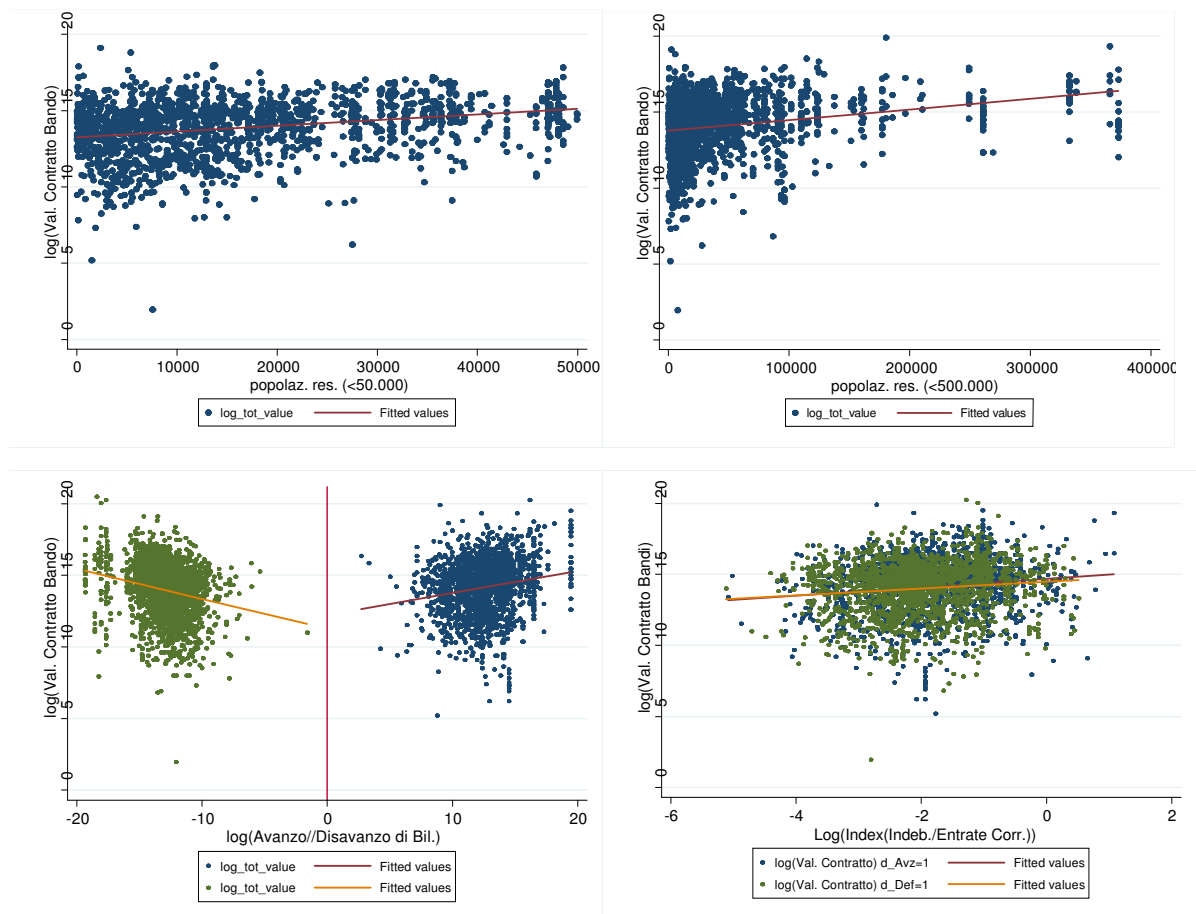 log(Val. Contratto Bando)
20
15
10
5
0
0 10000 20000 30000 40000 50000
popolaz. res. (<50.000)
log_tot_value Fitted values
log(Val. Contratto Bando)
20
15
10
5
0
0 100000 200000 300000 400000
popolaz. res. (<500.000)
log_tot_value Fitted values
log(Val. Contratto Bando)
20
15
10
5
0
-20 -10 0 10 20
log(Avanzo//Disavanzo di Bil.)
log_tot_value Fitted values
log_tot_value Fitted values
log(Val. Contratto Bandi)
20
15
10
5
0
-6 -4 -2 0 2
Log(Index(Indeb./Entrate Corr.))
log(Val. Contratto) d_Avz=1 Fitted values
log(Val. Contratto) d_Def=1 Fitted values